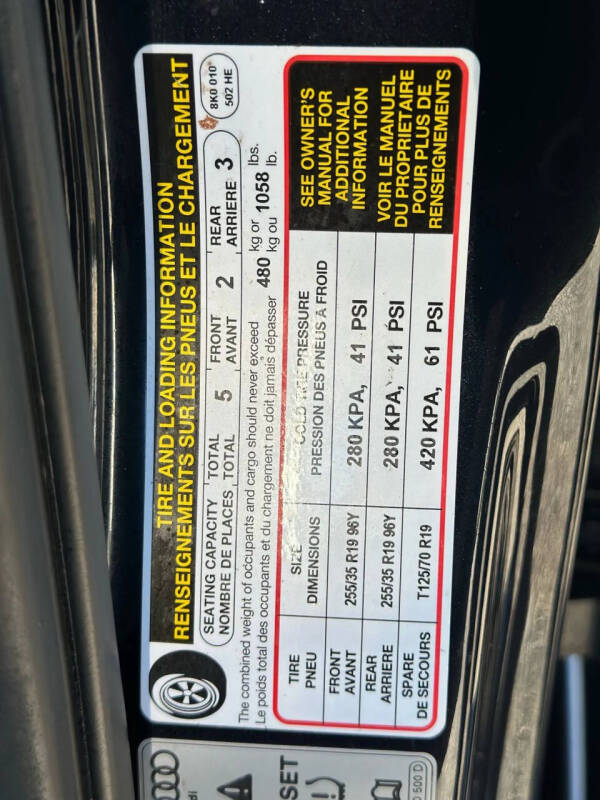 TIRE AND LOADING INFORMATION
RENSEIGNEMENTS SUR LES PNEUS ET LE CHARGEMENT
SEATING CAPACITY TOTAL 5 FRONT 2 REAR 3
NOMBRE DE PLACES TOTAL AVANT ARRIERE
8K0 010
502 HE
The combined weight of occupants and cargo should never exceed 480 kg or 1058 lbs.
Le poids total des occupants et du chargement ne doit jamais dépasser kg ou lb.
TIRE SIZE COLD TIRE PRESSURE
PNEU DIMENSIONS PRESSION DES PNEUS À FROID
FRONT
AVANT 255/35 R19 96Y 280 KPA, 41 PSI
REAR
ARRIERE 255/35 R19 96Y 280 KPA, 41 PSI
SPARE
DE SECOURS T125/70 R19 420 KPA, 61 PSI
SEE OWNER'S
MANUAL FOR
ADDITIONAL
INFORMATION
VOIR LE MANUEL
DU PROPRIETAIRE
POUR PLUS DE
RENSEIGNEMENTS
SET
500 D